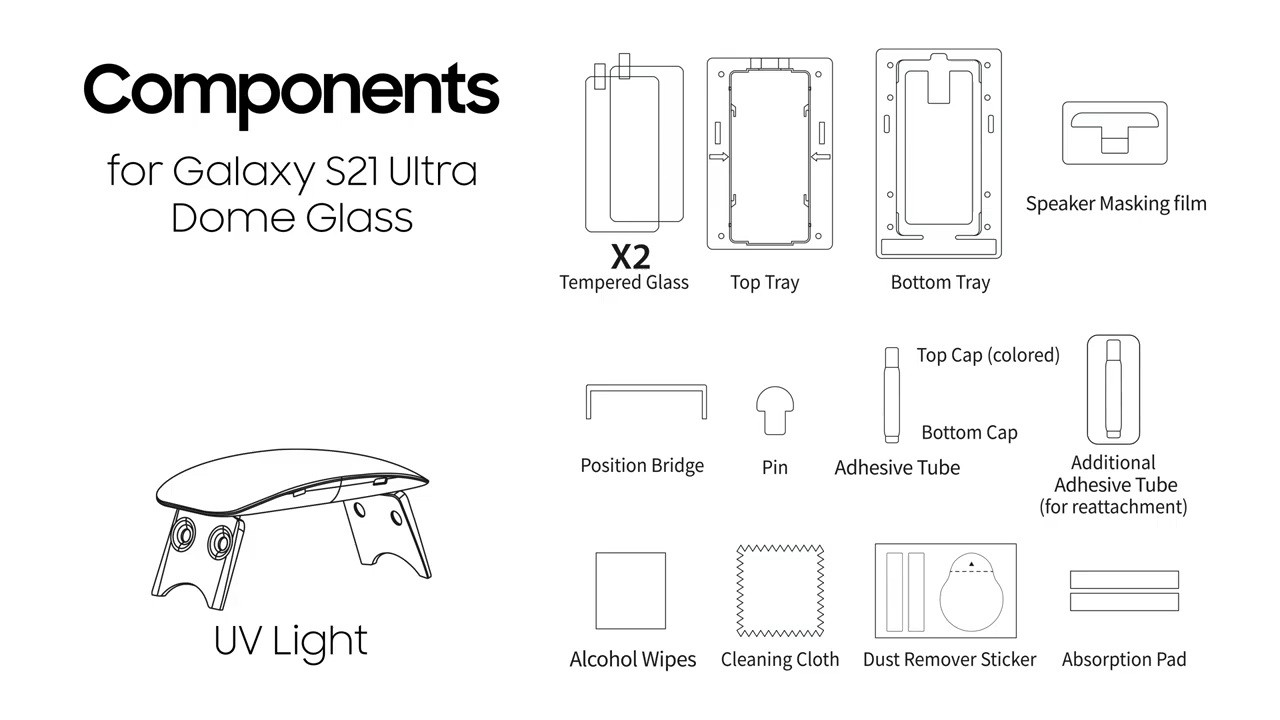 Components
for Galaxy S21 Ultra
Dome Glass
X2
Tempered Glass
Top Tray
Bottom Tray
Speaker Masking film
Position Bridge
Pin
Top Cap (colored)
Bottom Cap
Adhesive Tube
Additional
Adhesive Tube
(for reattachment)
UV Light
Alcohol Wipes
Cleaning Cloth
Dust Remover Sticker
Absorption Pad